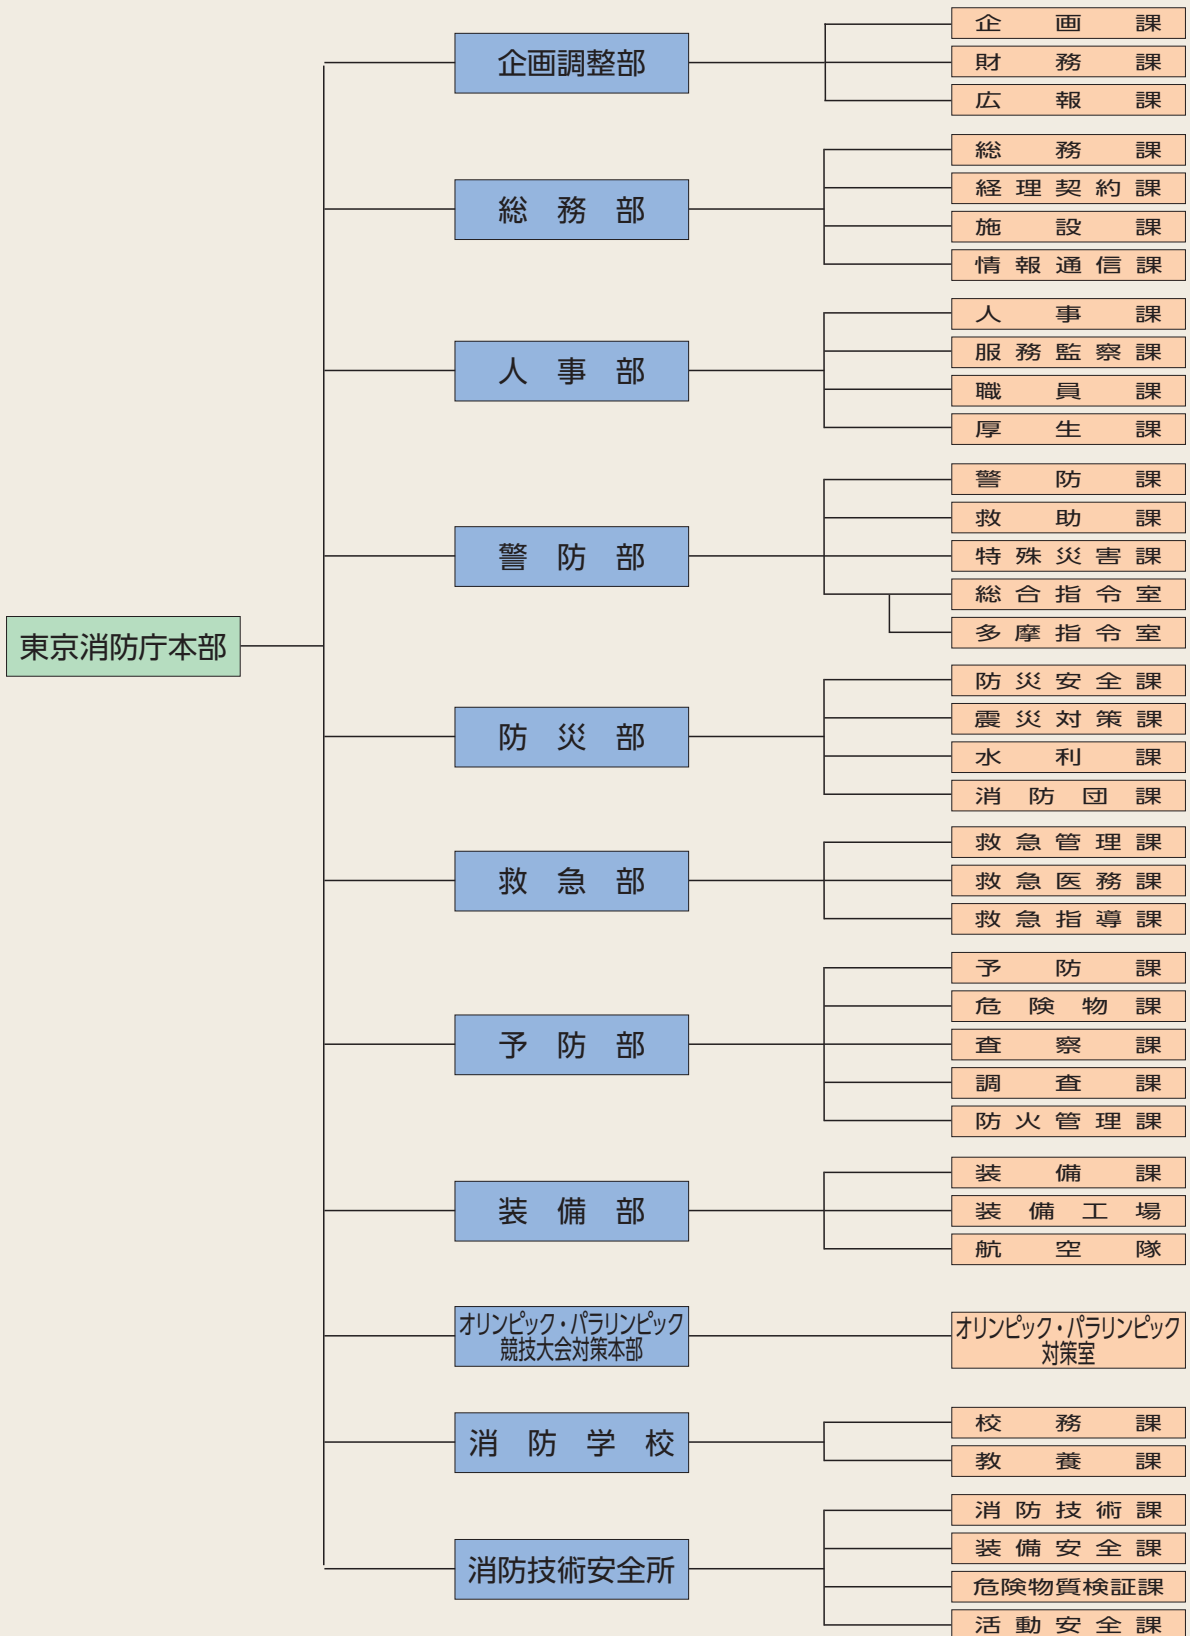 東京消防庁本部
企画調整部
企画課
財務課
広報課
総務部
総務課
経理契約課
施設課
情報通信課
人事部
人事課
服務監察課
職員課
厚生課
警防部
警防課
救助課
特殊災害課
総合指令室
多摩指令室
防災部
防災安全課
震災対策課
水利課
消防団課
救急部
救急管理課
救急医務課
救急指導課
予防部
予防課
危険物課
査察課
調査課
防火管理課
装備部
装備課
装備工場
航空隊
オリンピック・パラリンピック
競技大会対策本部
オリンピック・パラリンピック
対策室
消防学校
校務課
教養課
消防技術安全所
消防技術課
装備安全課
危険物質検証課
活動安全課